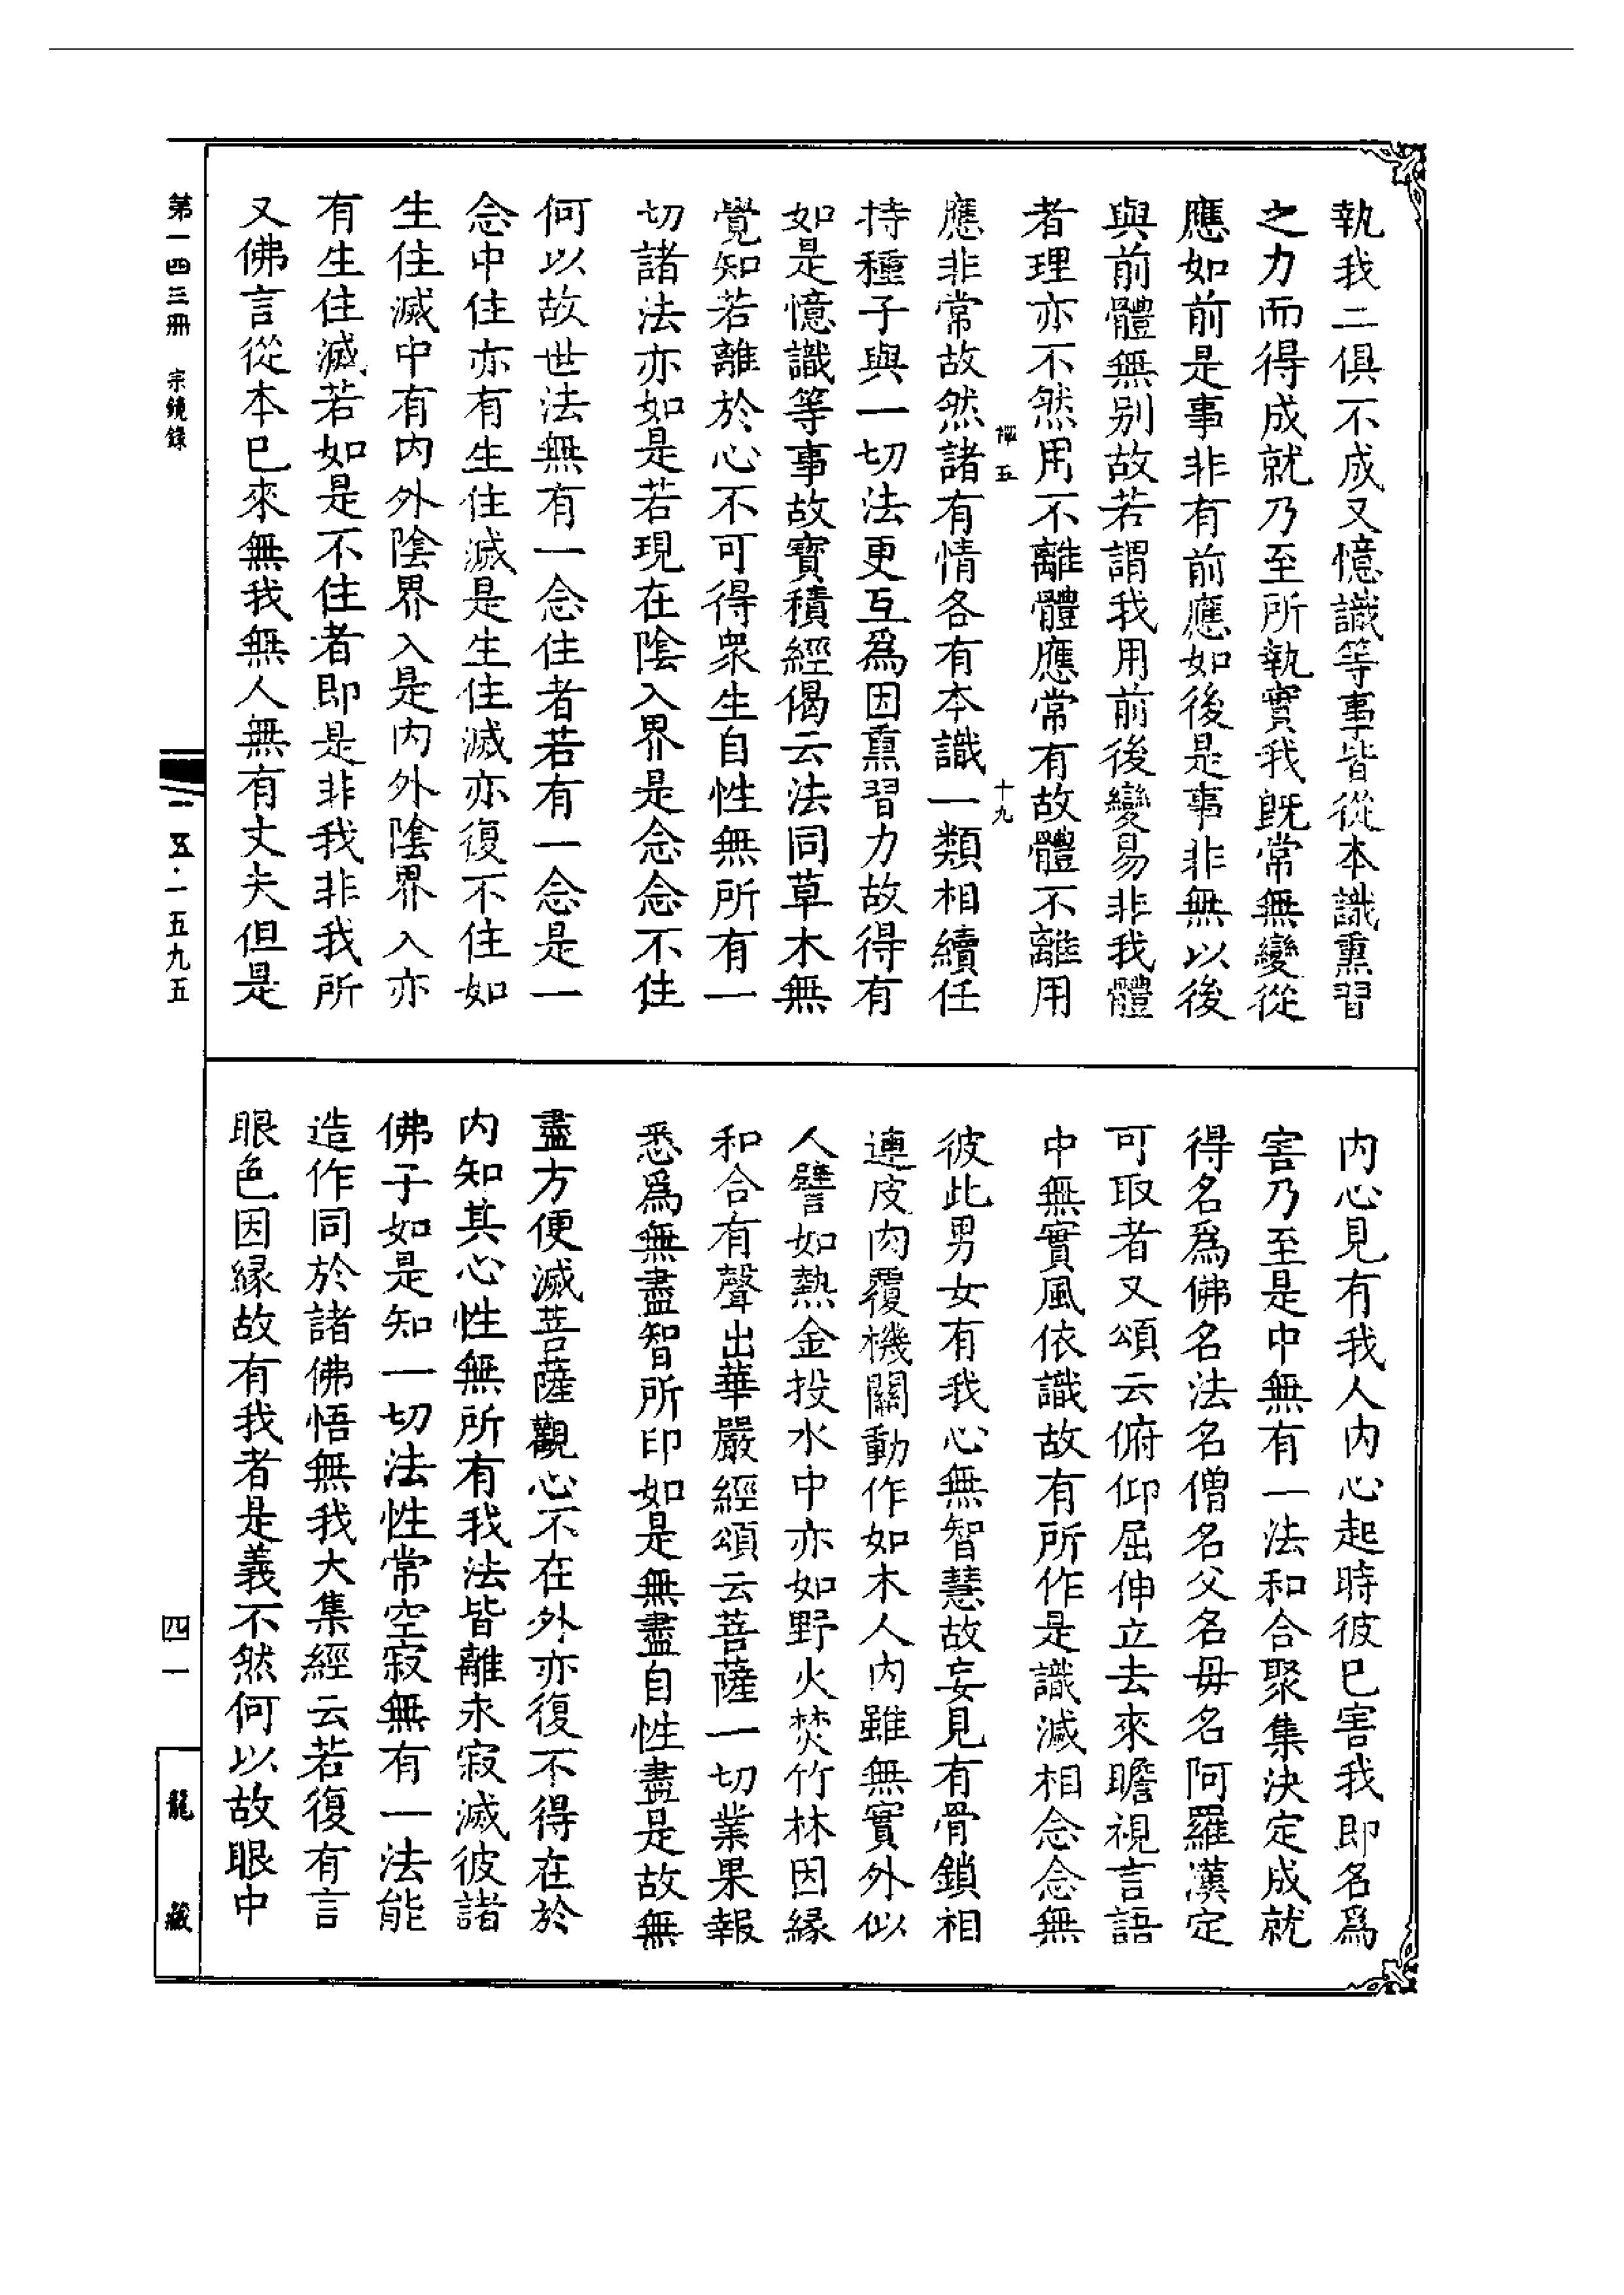 執我二俱不成又憶識等事皆從本識熏習
之力而得成就乃至所執實我既常無變從
應如前是事非有前應如後是事非無以後
與前體無别故若謂我用前後變易非我體
者理亦不然用不離體應常有故體不離用
禪五 十九
應非常故然諸有情各有本識一類相續任
持種子與一切法更互爲因熏習力故得有
如是憶識等事故寶積經偈云法同草木無
覺知若離於心不可得衆生自性無所有一
切諸法亦如是若現在陰入界是念念不住
何以故世法無有一念住者若有一念是一
念中住亦有生住滅是生住滅亦復不住如
生住滅中有内外陰界入是内外陰界入亦
有生住滅若如是不住者即是非我非我所
又佛言從本已來無我無人無有丈夫但是
内心見有我人内心起時彼已害我即名爲
害乃至是中無有一法和合聚集決定成就
得名爲佛名法名僧名父名母名阿羅漢定
可取者又頌云俯仰屈伸立去來瞻視言語
中無實風依識故有所作是識滅相念念無
彼此男女有我心無智慧故妄見有骨鎖相
連皮肉覆機關動作如木人内雖無實外似
人譬如熱金投水中亦如野火焚竹林因緣
和合有聲出華嚴經頌云菩薩一切業果報
悉爲無盡智所印如是無盡自性盡是故無
盡方便滅菩薩觀心不在外亦復不得在於
内知其心性無所有我法皆離永寂滅彼諸
佛子如是知一切法性常空寂無有一法能
造作同於諸佛悟無我大集經云若復有言
眼色因緣故有我者是義不然何以故眼中
第一四三册 宗鏡錄
一五·一五九五
四一
龍藏